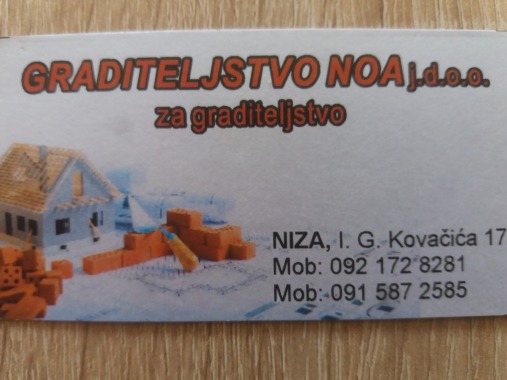 GRADITELJSTVO NOA j.d.o.o.
za graditeljstvo
NIZA, I. G. Kovačića 17
Mob: 092 172 8281
Mob: 091 587 2585